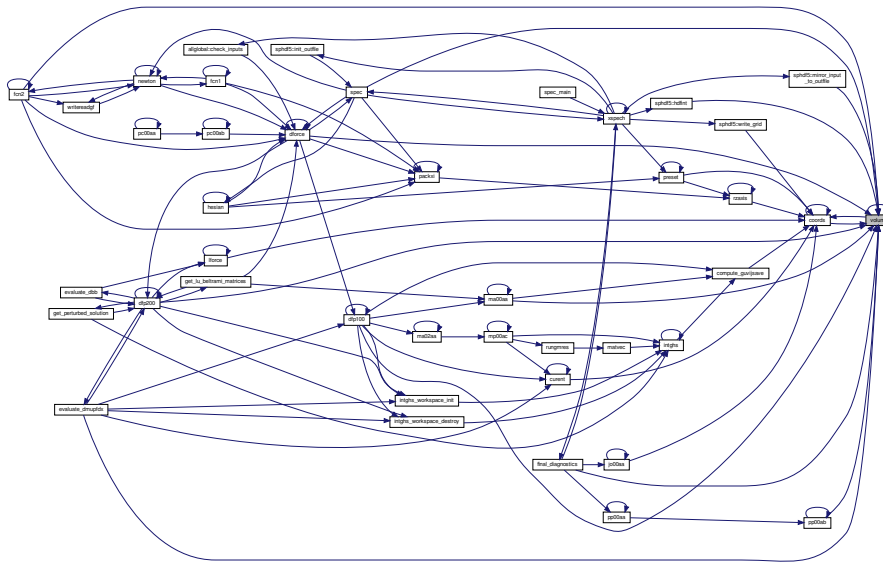 allglobal::check_inputs
sphdf5::init_outfile
sphdf5::mirror_input
_to_outfile
newton
fcn1
fcn2
spec
spec_main
writereadgf
sphdf5::hdfint
xspech
sphdf5::write_grid
pc00aa
pc00ab
dforce
packxi
preset
rzaxis
hesian
coords
lforce
compute_guvijsave
get_lu_beltrami_matrices
evaluate_dbb
dfp200
ma00aa
get_perturbed_solution
dfp100
ma02aa
mp00ac
rungmres
matvec
intghs
curent
intghs_workspace_init
evaluate_dmupfdx
intghs_workspace_destroy
final_diagnostics
jo00aa
pp00aa
pp00ab